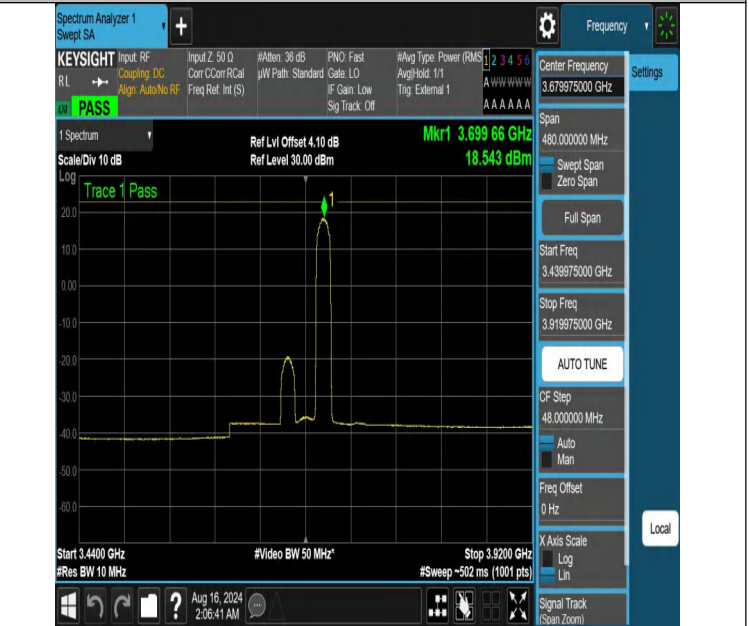 Spectrum Analyzer 1
Swept SA
+
Frequency
KEYSIGHT
RL
LXI
PASS
Input: RF
Coupling: DC
Align: Auto/No RF
Input Z: 50 Ω
Corr CCorr RCal
Freq Ref: Int (S)
#Atten: 36 dB
µW Path: Standard
PNO: Fast
Gate: LO
IF Gain: Low
Sig Track: Off
#Avg Type: Power (RMS
Avg|Hold: 1/1
Trig: External 1
1 2 3 4 5 6
A W W W W W
A A A A A A
1 Spectrum
Scale/Div 10 dB
Ref Lvl Offset 4.10 dB
Ref Level 30.00 dBm
Mkr1 3.699 66 GHz
18.543 dBm
Log
Trace 1 Pass
1
20.0
10.0
0.00
-10.0
-20.0
-30.0
-40.0
-50.0
-60.0
Start 3.4400 GHz
#Res BW 10 MHz
#Video BW 50 MHz*
Stop 3.9200 GHz
#Sweep ~502 ms (1001 pts)
Center Frequency
3.679975000 GHz
Settings
Span
480.000000 MHz
Swept Span
Zero Span
Full Span
Start Freq
3.439975000 GHz
Stop Freq
3.919975000 GHz
AUTO TUNE
CF Step
48.000000 MHz
Auto
Man
Freq Offset
0 Hz
X Axis Scale
Log
Lin
Local
Signal Track
(Span Zoom)
?
Aug 16, 2024
2:06:41 AM